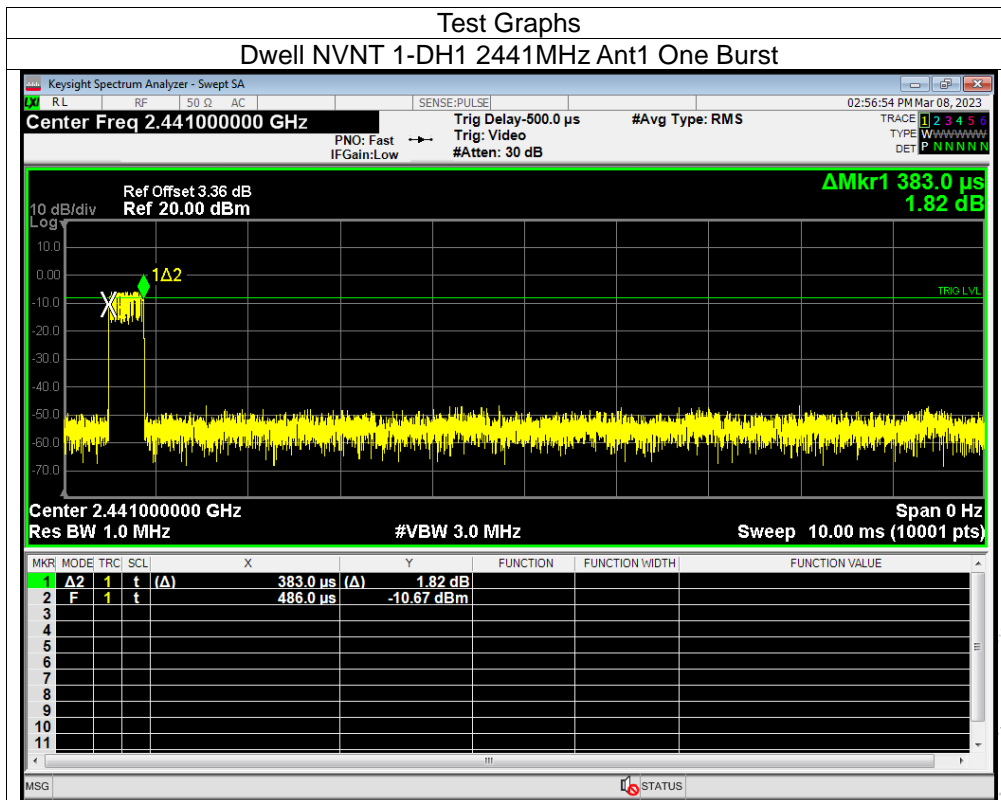 Test Graphs
Dwell NVNT 1-DH1 2441MHz Ant1 One Burst
Keysight Spectrum Analyzer - Swept SA
LXI RL RF 50 Ω AC SENSE:PULSE 02:56:54 PM Mar 08, 2023
Center Freq 2.441000000 GHz
PNO: Fast
IFGain:Low
Trig Delay-500.0 µs
Trig: Video
#Atten: 30 dB
#Avg Type: RMS
TRACE 1 2 3 4 5 6
TYPE WWWWWW
DET P N N N N N
ΔMkr1 383.0 µs
1.82 dB
Ref Offset 3.36 dB
10 dB/div Ref 20.00 dBm
Log
10.0
0.00
1Δ2
TRIG LVL
-10.0
-20.0
-30.0
-40.0
-50.0
-60.0
-70.0
Center 2.441000000 GHz Span 0 Hz
Res BW 1.0 MHz #VBW 3.0 MHz Sweep 10.00 ms (10001 pts)
MKR MODE TRC SCL X Y FUNCTION FUNCTION WIDTH FUNCTION VALUE
1 Δ2 1 t (Δ) 383.0 µs (Δ) 1.82 dB
2 F 1 t 486.0 µs -10.67 dBm
3
4
5
6
7
8
9
10
11
MSG STATUS